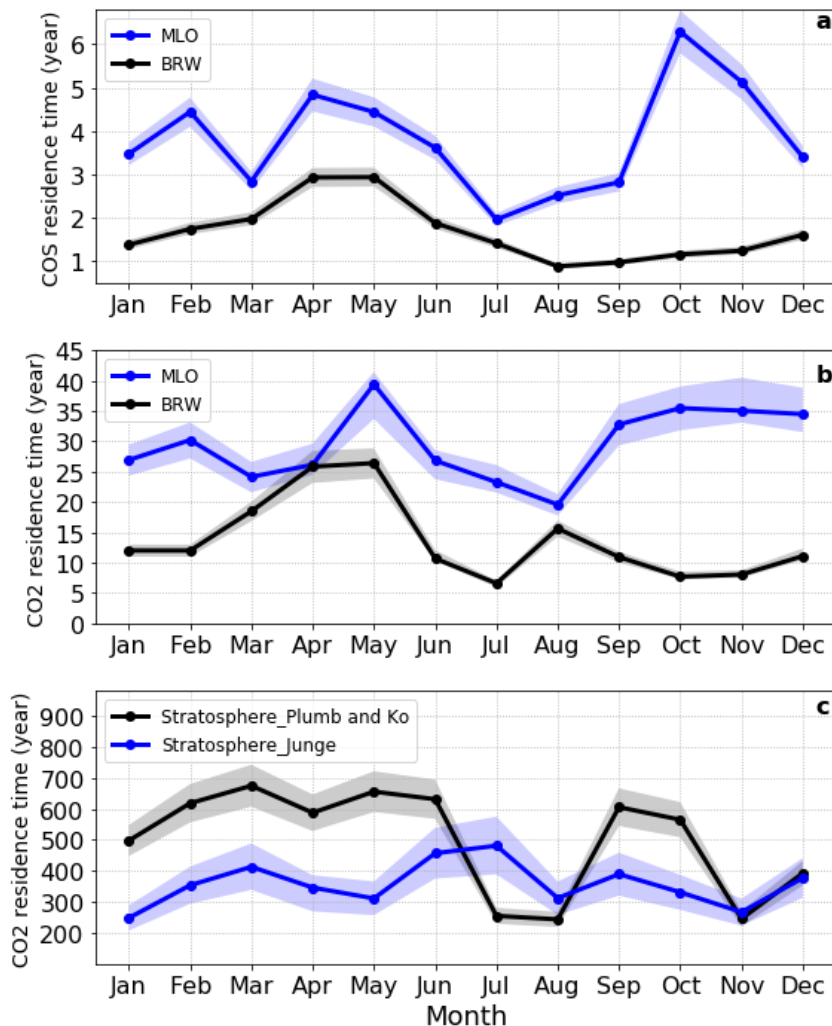 a
MLO
BRW
COS residence time (year)
6
5
4
3
2
1
Jan Feb Mar Apr May Jun Jul Aug Sep Oct Nov Dec
b
MLO
BRW
CO2 residence time (year)
45
40
35
30
25
20
15
10
5
0
Jan Feb Mar Apr May Jun Jul Aug Sep Oct Nov Dec
c
Stratosphere_Plumb and Ko
Stratosphere_Junge
CO2 residence time (year)
900
800
700
600
500
400
300
200
Jan Feb Mar Apr May Jun Jul Aug Sep Oct Nov Dec
Month